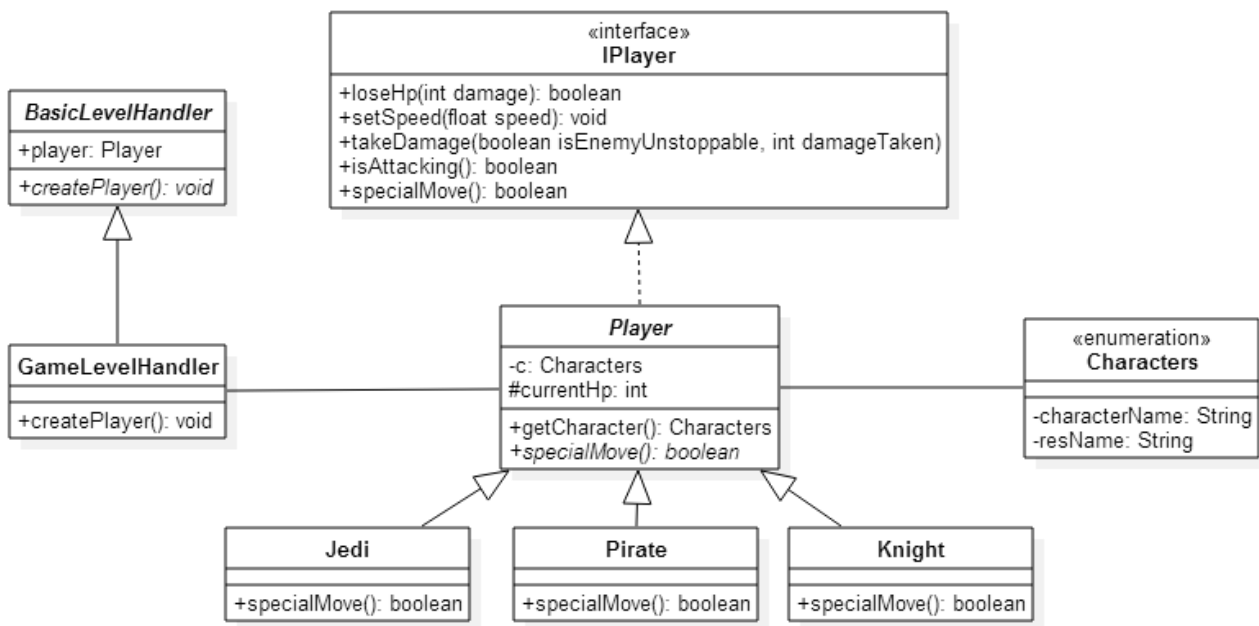 «interface»
IPlayer
+loseHp(int damage): boolean
+setSpeed(float speed): void
+takeDamage(boolean isEnemyUnstoppable, int damageTaken)
+isAttacking(): boolean
+specialMove(): boolean
BasicLevelHandler
+player: Player
+createPlayer(): void
GameLevelHandler
+createPlayer(): void
Player
-c: Characters
#currentHp: int
+getCharacter(): Characters
+specialMove(): boolean
«enumeration»
Characters
-characterName: String
-resName: String
Jedi
+specialMove(): boolean
Pirate
+specialMove(): boolean
Knight
+specialMove(): boolean